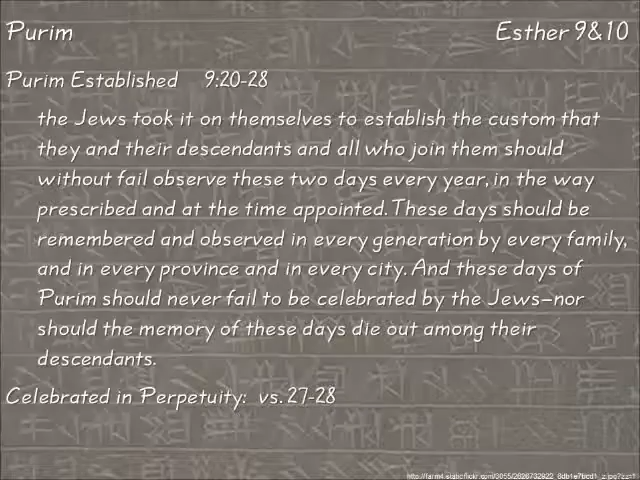 Purim Esther 9&10
Purim Established 9:20-28
the Jews took it on themselves to establish the custom that
they and their descendants and all who join them should
without fail observe these two days every year, in the way
prescribed and at the time appointed. These days should be
remembered and observed in every generation by every family,
and in every province and in every city. And these days of
Purim should never fail to be celebrated by the Jews—nor
should the memory of these days die out among their
descendants.
Celebrated in Perpetuity: vs. 27-28